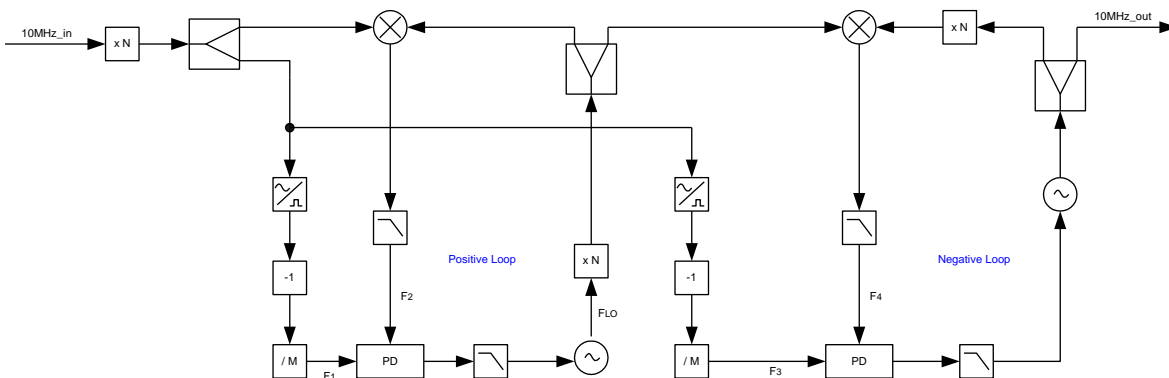 10MHz_in
x N
x N
10MHz_out
Positive Loop
x N
Negative Loop
-1
-1
F2
F4
FLO
/ M
F1
PD
/ M
F3
PD